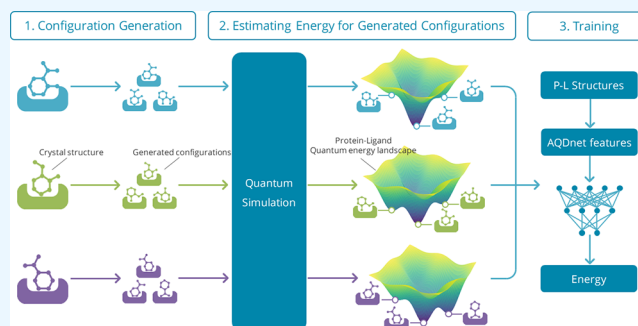 1. Configuration Generation
2. Estimating Energy for Generated Configurations
3. Training
Crystal structure
Generated configurations
Quantum
Simulation
Protein-Ligand
Quantum energy landscape
P-L Structures
AQDnet features
Energy